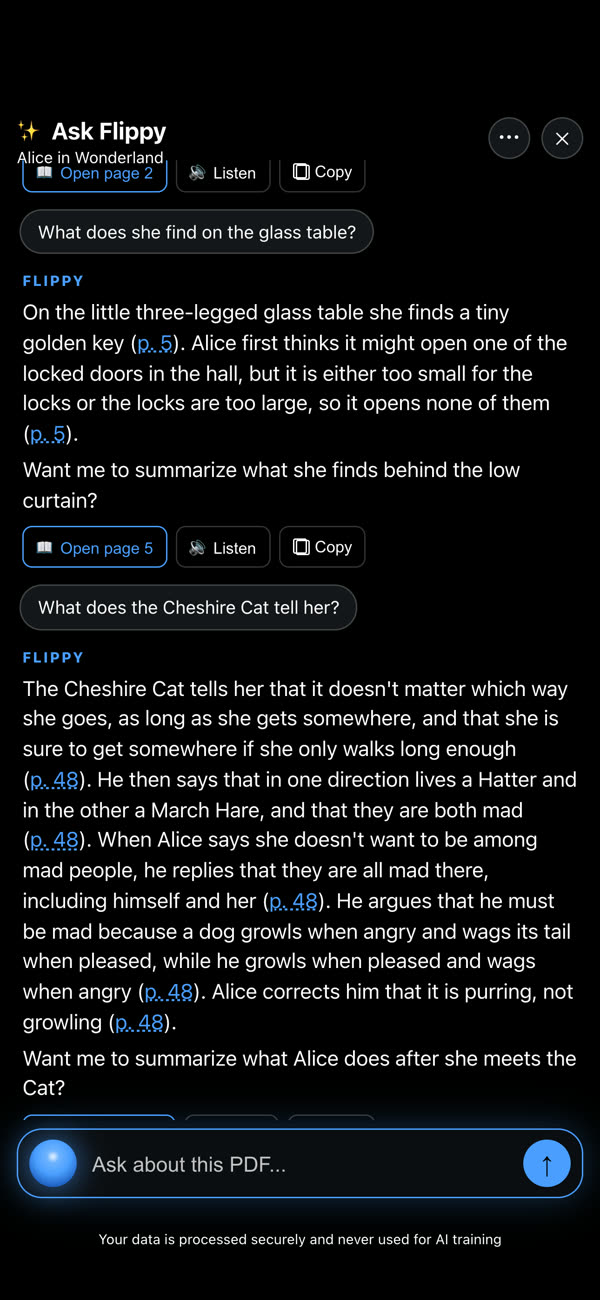 ✨ Ask Flippy
Alice in Wonderland
Open page 2 Listen Copy
What does she find on the glass table?
FLIPPY
On the little three-legged glass table she finds a tiny
golden key (p. 5). Alice first thinks it might open one of the
locked doors in the hall, but it is either too small for the
locks or the locks are too large, so it opens none of them
(p. 5).
Want me to summarize what she finds behind the low
curtain?
Open page 5 Listen Copy
What does the Cheshire Cat tell her?
FLIPPY
The Cheshire Cat tells her that it doesn't matter which way
she goes, as long as she gets somewhere, and that she is
sure to get somewhere if she only walks long enough
(p. 48). He then says that in one direction lives a Hatter and
in the other a March Hare, and that they are both mad
(p. 48). When Alice says she doesn't want to be among
mad people, he replies that they are all mad there,
including himself and her (p. 48). He argues that he must
be mad because a dog growls when angry and wags its tail
when pleased, while he growls when pleased and wags
when angry (p. 48). Alice corrects him that it is purring, not
growling (p. 48).
Want me to summarize what Alice does after she meets the
Cat?
Ask about this PDF...
Your data is processed securely and never used for AI training